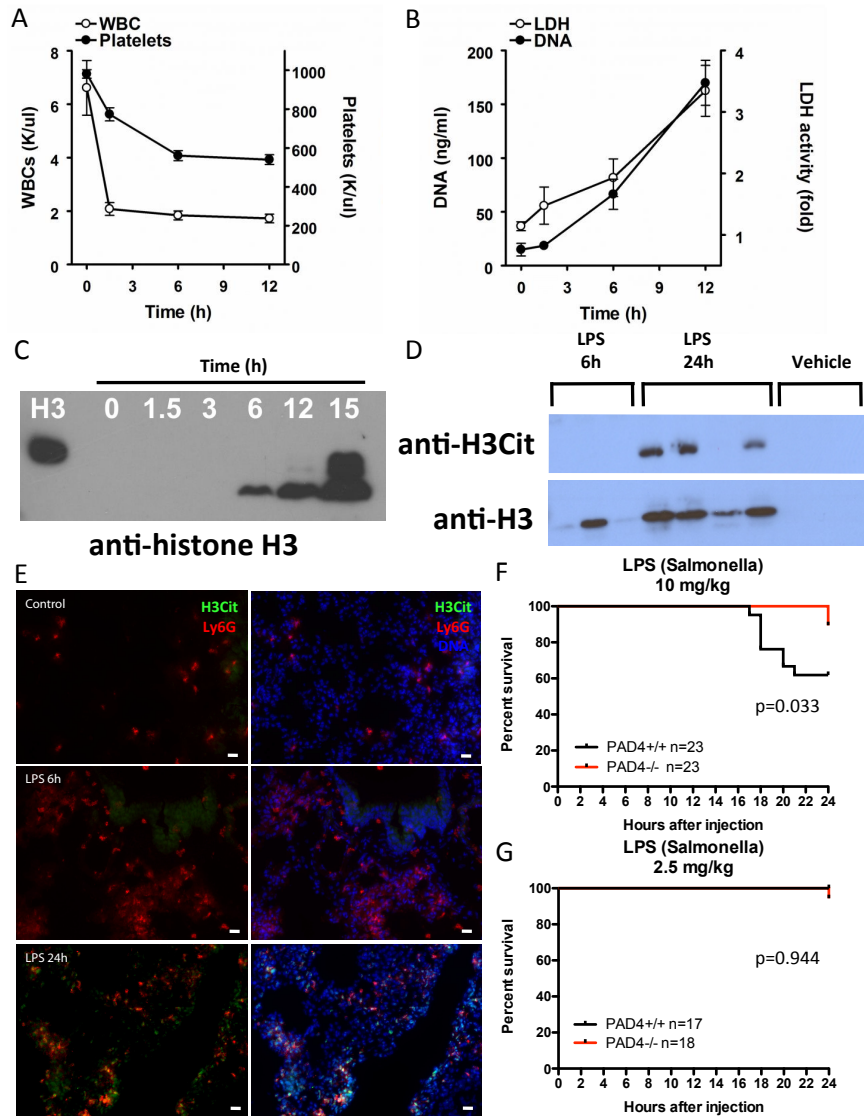 A
WBC
Platelets
WBCs (K/ul)
8
6
4
2
0
1000
800
600
400
200
Platelets
(K/ul)
0 3 6 9 12
Time (h)
B
LDH
DNA
DNA (ng/ml)
200
150
100
50
0
4
3
2
1
LDH activity
(fold)
0 3 6 9 12
Time (h)
C
Time (h)
H3 0 1.5 3 6 12 15
anti-histone H3
D
LPS
6h
LPS
24h
Vehicle
anti-H3Cit
anti-H3
E
Control
H3Cit
Ly6G
H3Cit
Ly6G
DNA
LPS 6h
LPS 24h
F
LPS (Salmonella)
10 mg/kg
Percent survival
100
80
60
40
20
0
p=0.033
PAD4+/+ n=23
PAD4-/- n=23
0 2 4 6 8 10 12 14 16 18 20 22 24
Hours after injection
G
LPS (Salmonella)
2.5 mg/kg
Percent survival
100
80
60
40
20
0
p=0.944
PAD4+/+ n=17
PAD4-/- n=18
0 2 4 6 8 10 12 14 16 18 20 22 24
Hours after injection